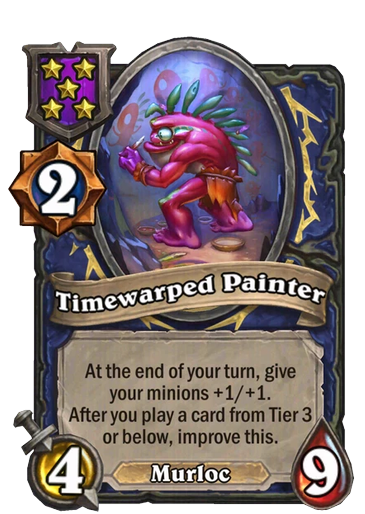 2
Timewarped Painter
At the end of your turn, give
your minions +1/+1.
After you play a card from Tier 3
or below, improve this.
4
Murloc
9